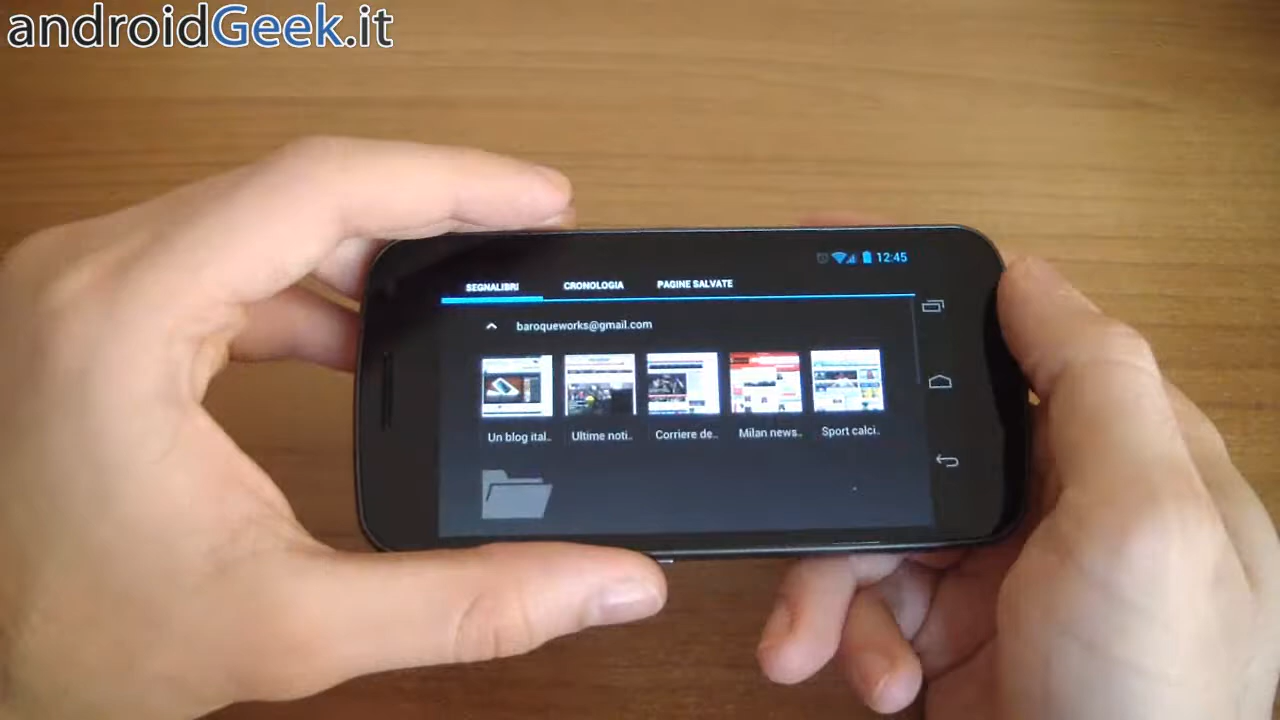 androidGeek.it
12:45
SEGNALIBRI CRONOLOGIA PAGINE SALVATE
baroqueworks@gmail.com
Un blog ital.. Ultime noti.. Corriere de.. Milan news.. Sport calci..